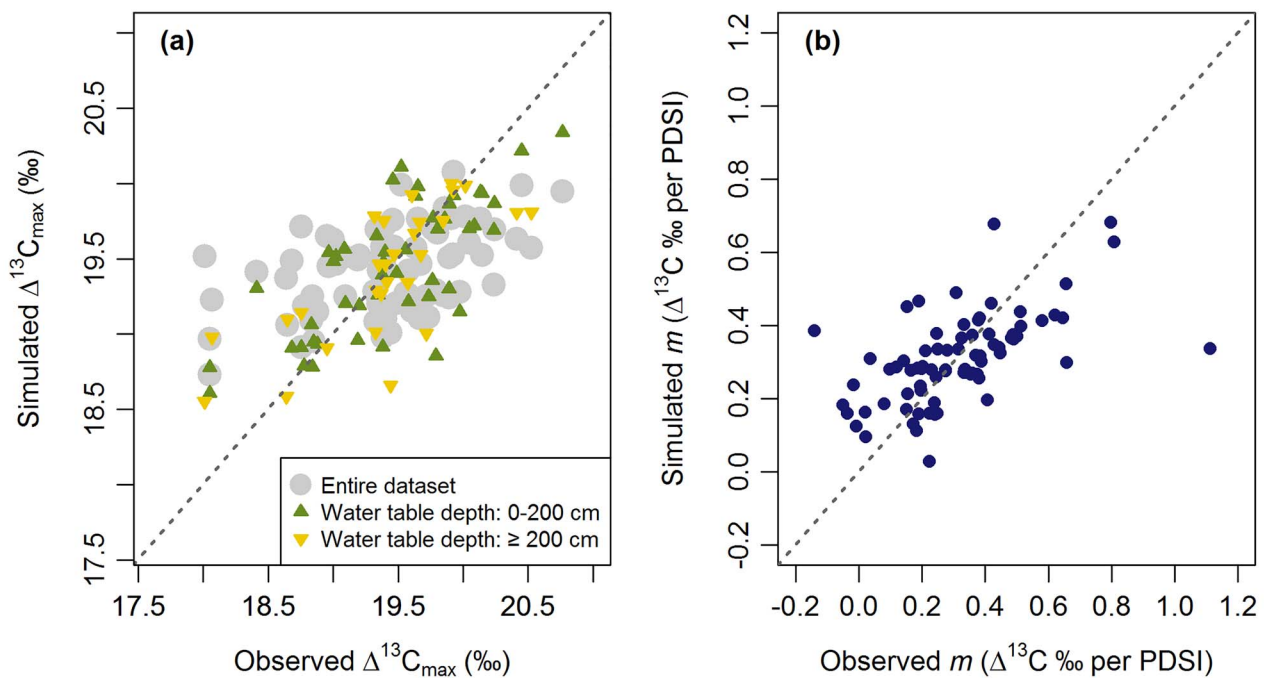 (a)
Simulated Δ¹³Cmax (‰)
20.5
19.5
18.5
17.5
17.5 18.5 19.5 20.5
Observed Δ¹³Cmax (‰)
Entire dataset
Water table depth: 0-200 cm
Water table depth: ≥ 200 cm
(b)
Simulated m (Δ¹³C ‰ per PDSI)
1.2
1.0
0.8
0.6
0.4
0.2
0.0
-0.2
-0.2 0.0 0.2 0.4 0.6 0.8 1.0 1.2
Observed m (Δ¹³C ‰ per PDSI)